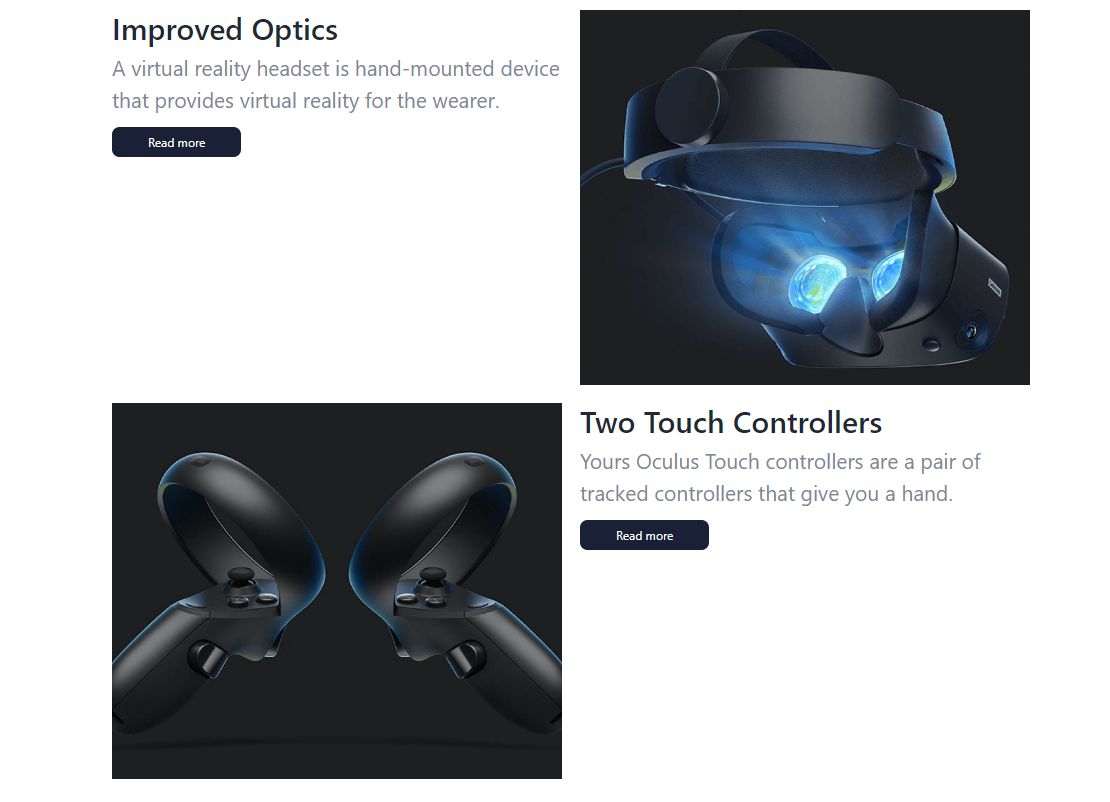 Improved Optics
A virtual reality headset is hand-mounted device
that provides virtual reality for the wearer.
Read more
Two Touch Controllers
Yours Oculus Touch controllers are a pair of
tracked controllers that give you a hand.
Read more